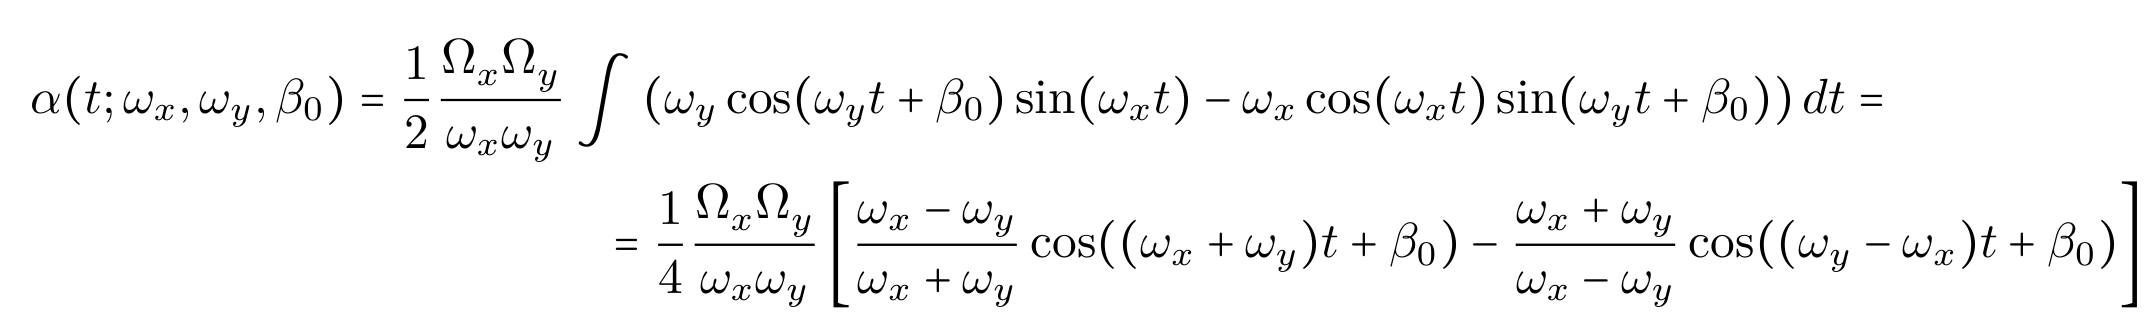 α(t; ω_x, ω_y, β_0) = \frac{1}{2} \frac{Ω_x Ω_y}{ω_x ω_y} ∫ (ω_y cos(ω_y t + β_0) sin(ω_x t) − ω_x cos(ω_x t) sin(ω_y t + β_0)) dt =
= \frac{1}{4} \frac{Ω_x Ω_y}{ω_x ω_y} [ \frac{ω_x − ω_y}{ω_x + ω_y} cos((ω_x + ω_y)t + β_0) − \frac{ω_x + ω_y}{ω_x − ω_y} cos((ω_y − ω_x)t + β_0) ]